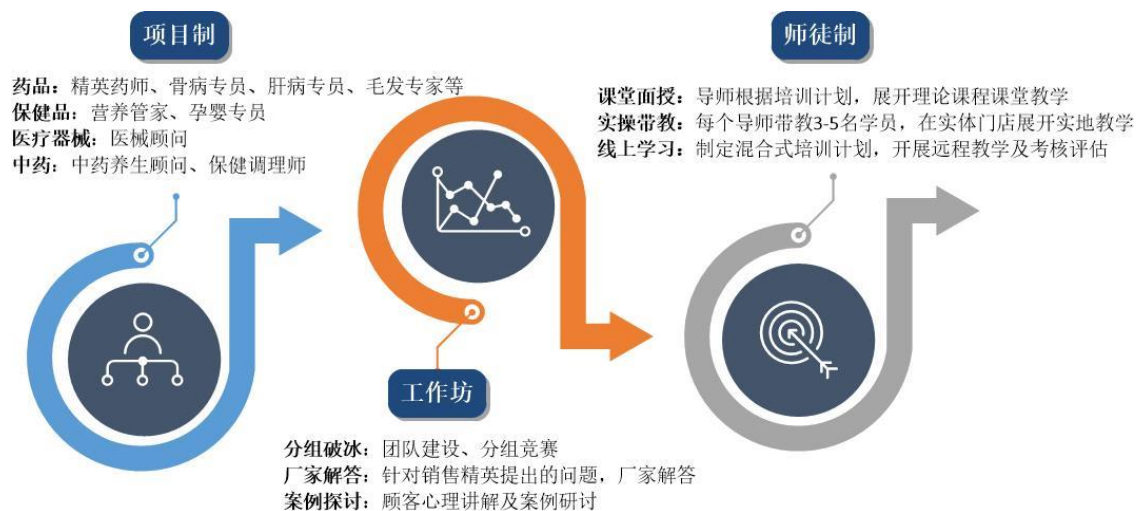 项目制
药品：精英药师、骨病专员、肝病专员、毛发专家等
保健品：营养管家、孕婴专员
医疗器械：医械顾问
中药：中药养生顾问、保健调理师
工作坊
分组破冰：团队建设、分组竞赛
厂家解答：针对销售精英提出的问题，厂家解答
案例探讨：顾客心理讲解及案例研讨
师徒制
课堂面授：导师根据培训计划，展开理论课程课堂教学
实操带教：每个导师带教3-5名学员，在实体门店展开实地教学
线上学习：制定混合式培训计划，开展远程教学及考核评估